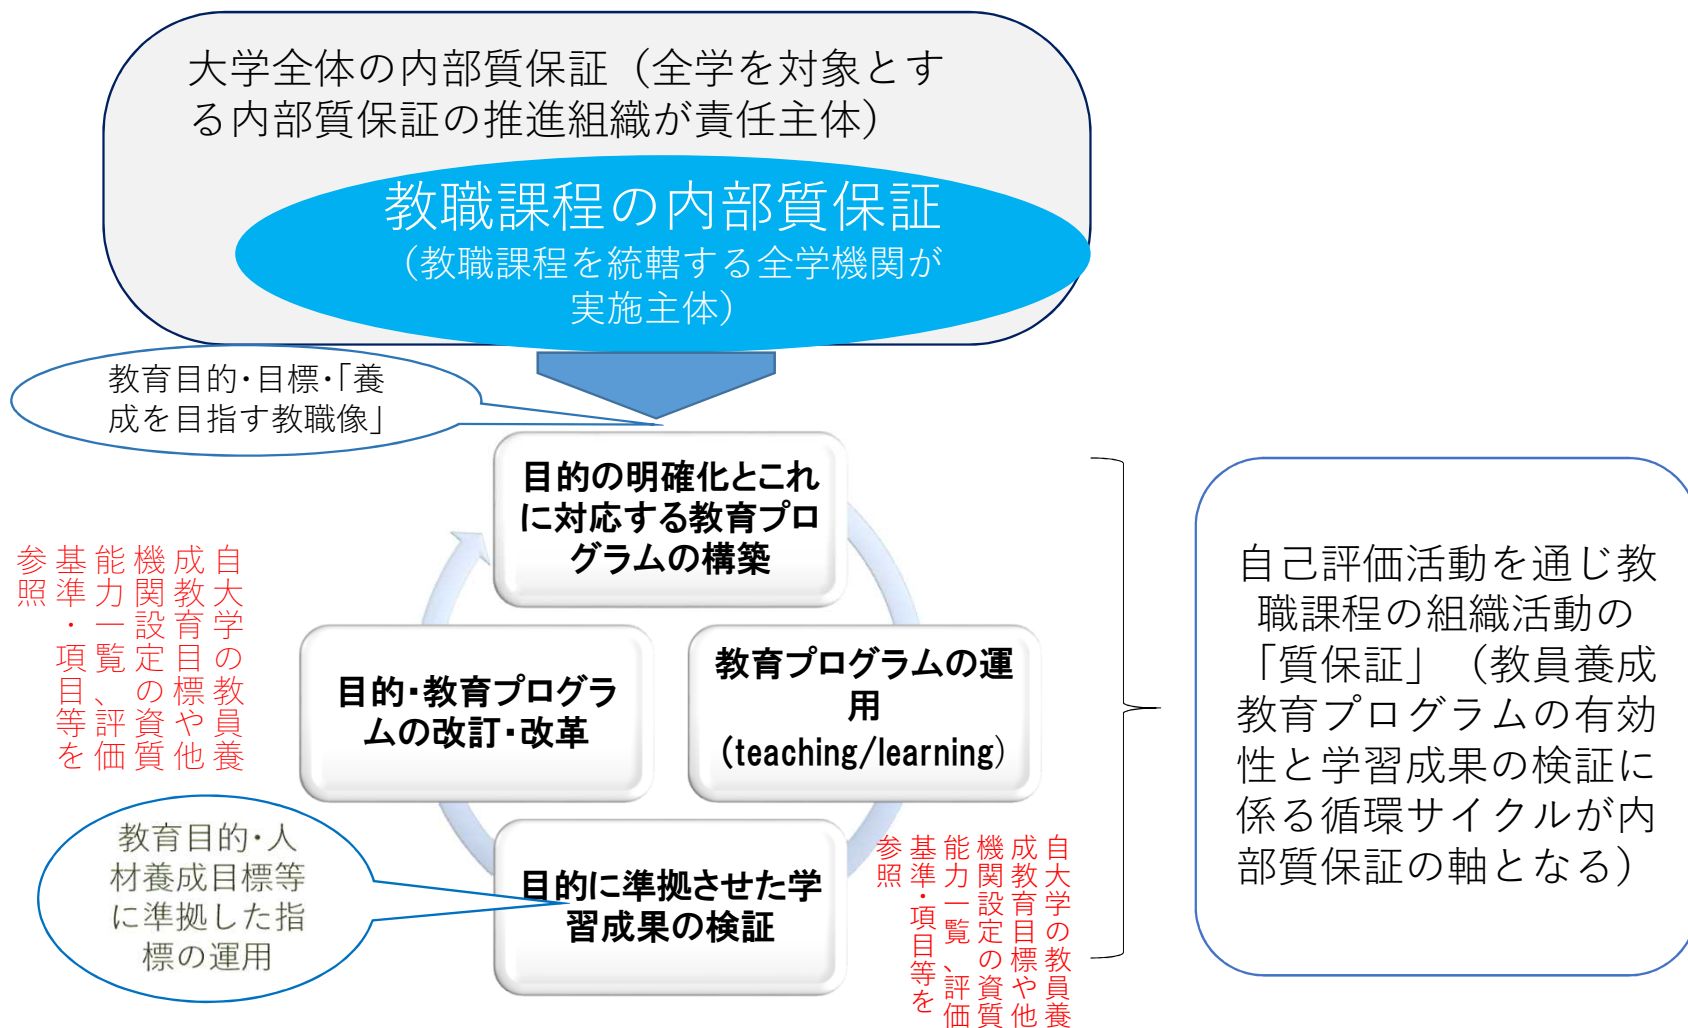 大学全体の内部質保証（全学を対象とす
る内部質保証の推進組織が責任主体）
教職課程の内部質保証
（教職課程を統轄する全学機関が
実施主体）
教育目的・目標・「養
成を目指す教職像」
目的の明確化とこれ
に対応する教育プロ
グラムの構築
教育プログラムの運
用
(teaching/learning)
目的に準拠させた学
習成果の検証
目的・教育プログラ
ムの改訂・改革
自大学の教員養
成教育目標や他
機関設定の資質
能力一覧、評価
基準・項目等を
参照
教育目的・人
材養成目標等
に準拠した指
標の運用
自大学の教員養
成教育目標や他
機関設定の資質
能力一覧、評価
基準・項目等を
参照
自己評価活動を通じ教
職課程の組織活動の
「質保証」（教員養成
教育プログラムの有効
性と学習成果の検証に
係る循環サイクルが内
部質保証の軸となる）